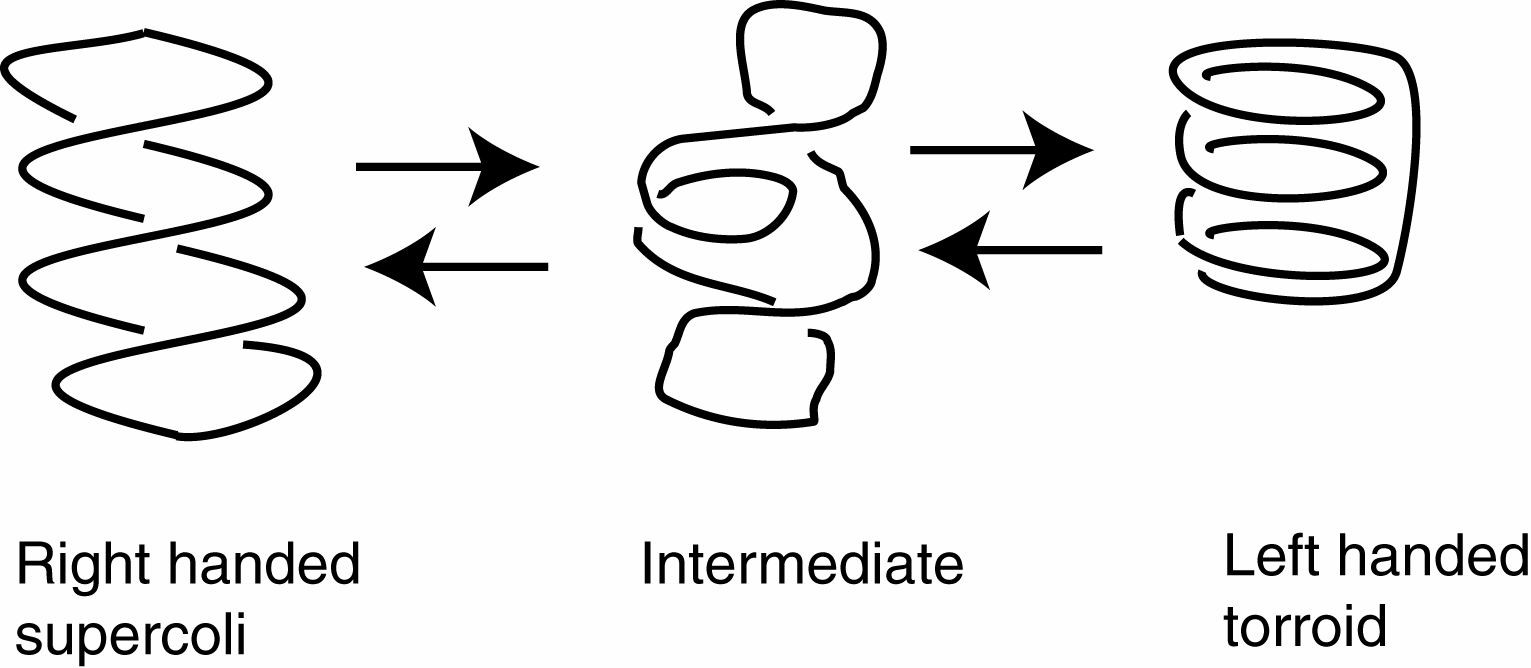 Right handed
supercoli
Intermediate
Left handed
torroid